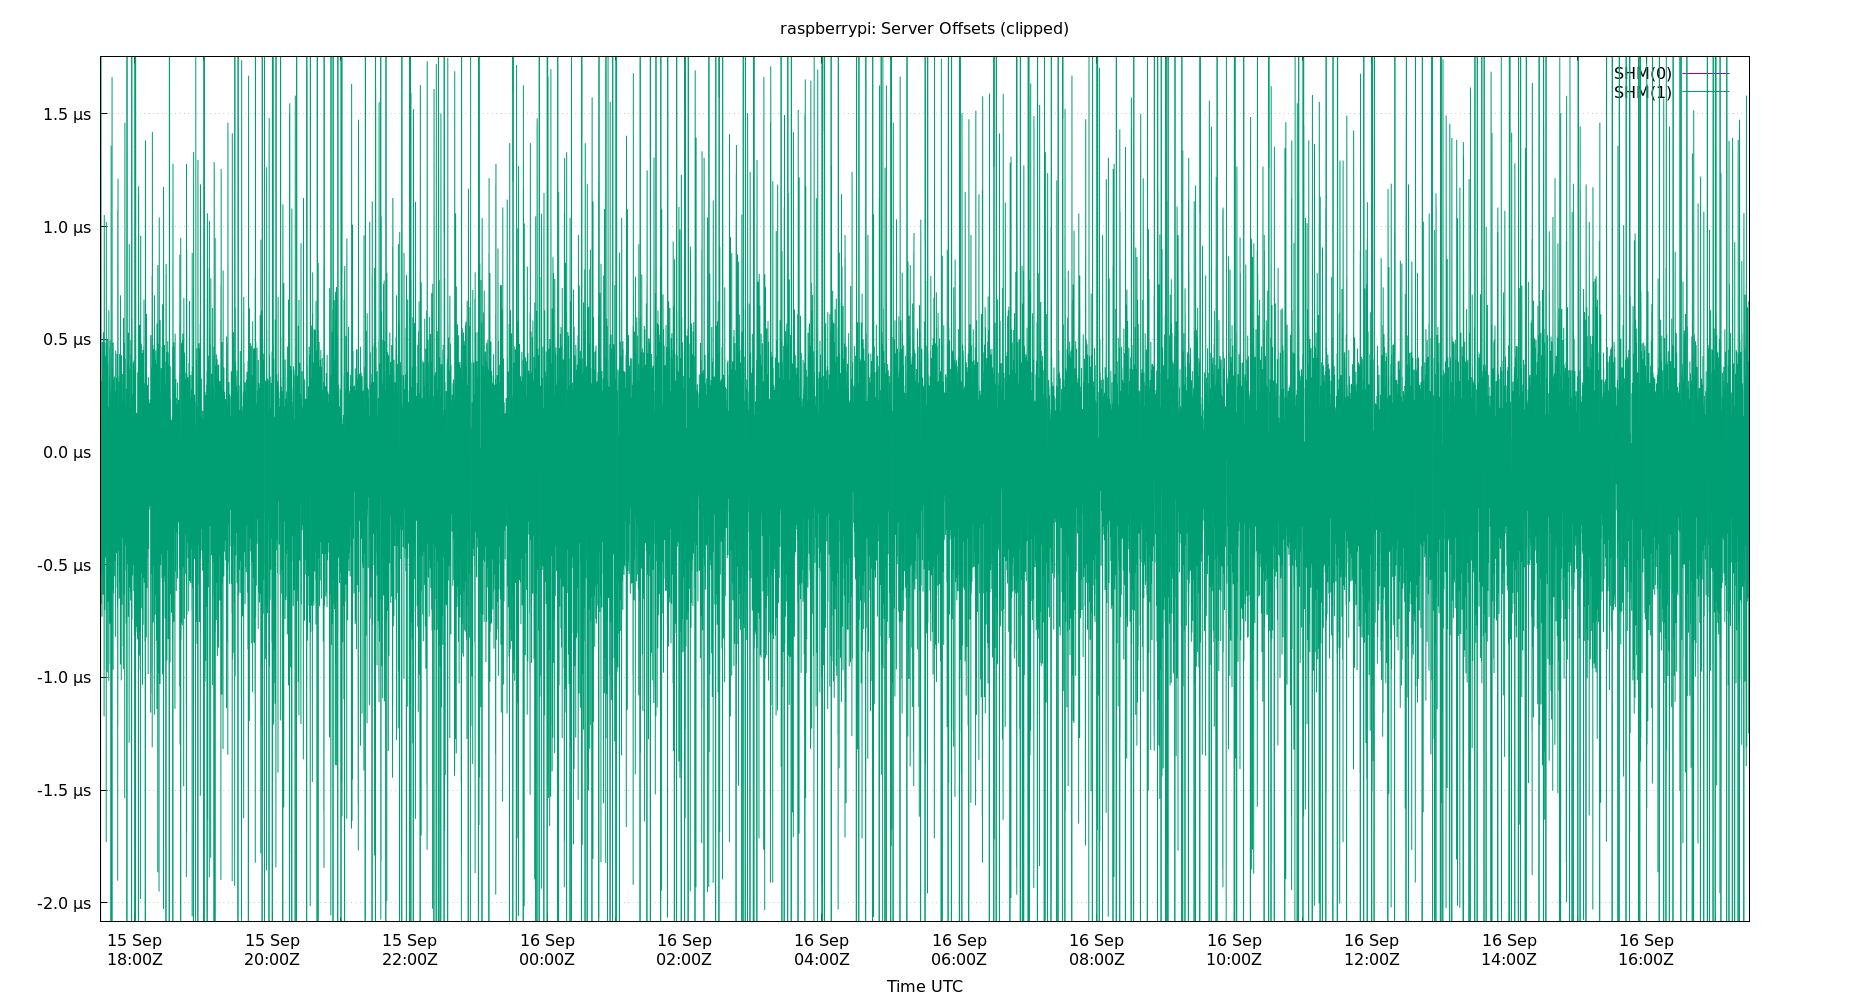 raspberrypi: Server Offsets (clipped)
SHM(0)
SHM(1)
1.5 µs
1.0 µs
0.5 µs
0.0 µs
-0.5 µs
-1.0 µs
-1.5 µs
-2.0 µs
15 Sep 15 Sep 15 Sep 16 Sep 16 Sep 16 Sep 16 Sep 16 Sep 16 Sep 16 Sep 16 Sep 16 Sep
18:00Z 20:00Z 22:00Z 00:00Z 02:00Z 04:00Z 06:00Z 08:00Z 10:00Z 12:00Z 14:00Z 16:00Z
Time UTC